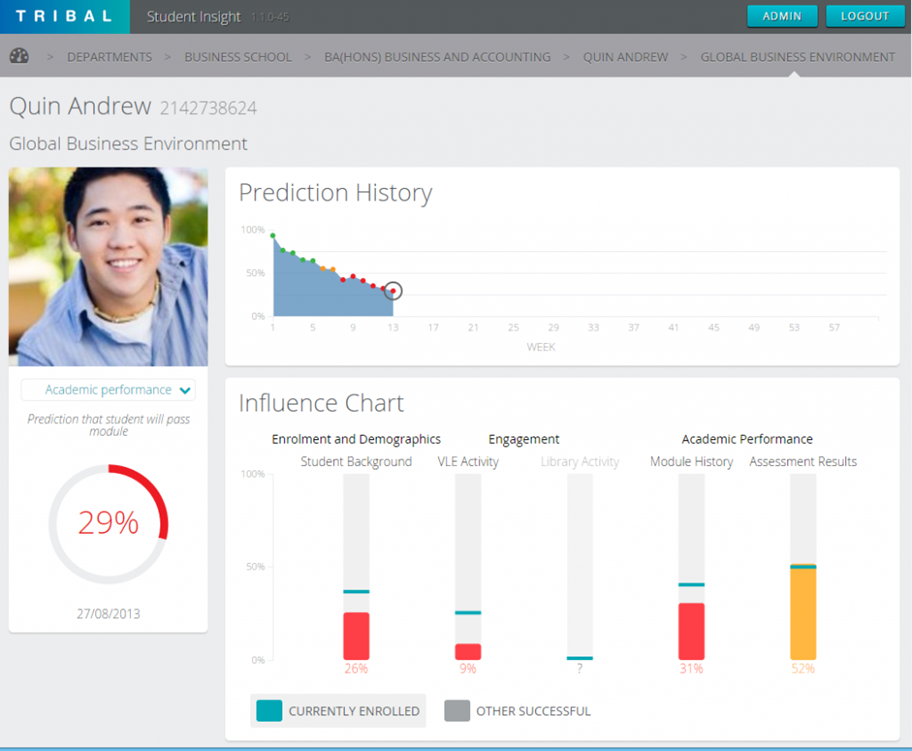 TRIBAL Student Insight 1.1.0-45 ADMIN LOGOUT
> DEPARTMENTS > BUSINESS SCHOOL > BA(HONS) BUSINESS AND ACCOUNTING > QUIN ANDREW > GLOBAL BUSINESS ENVIRONMENT
Quin Andrew 2142738624
Global Business Environment
Academic performance
Prediction that student will pass
module
29%
27/08/2013
Prediction History
100%
50%
0%
1 5 9 13 17 21 25 29 33 37 41 45 49 53 57
WEEK
Influence Chart
Enrolment and Demographics Engagement Academic Performance
Student Background VLE Activity Library Activity Module History Assessment Results
100%
50%
0%
26% 9% ? 31% 52%
CURRENTLY ENROLLED OTHER SUCCESSFUL